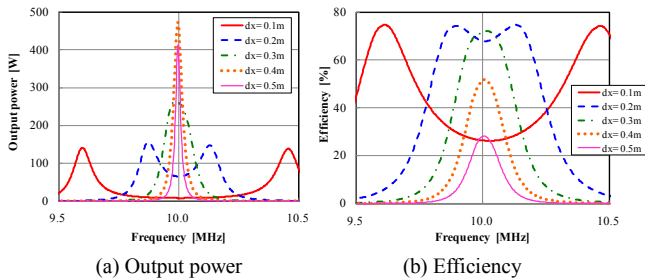 500
400
300
200
100
0
Output power [W]
dx= 0.1m
dx= 0.2m
dx= 0.3m
dx= 0.4m
dx= 0.5m
9.5
10.0
10.5
Frequency [MHz]
(a) Output power
80
60
40
20
0
Efficiency [%]
dx= 0.1m
dx= 0.2m
dx= 0.3m
dx= 0.4m
dx= 0.5m
9.5
10.0
10.5
Frequency [MHz]
(b) Efficiency